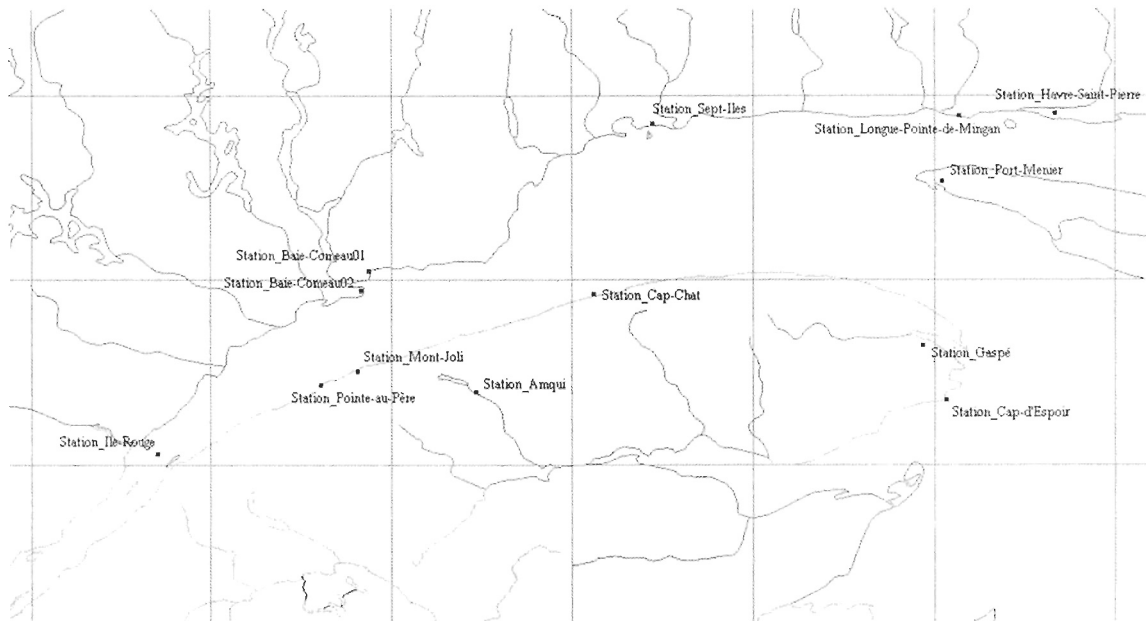 Station_Havre-Saint-Pierre
Station_Sept-Iles
Station_Longue-Pointe-de-Mingan
Station_Port-Menier
Station_Baie-Comeau01
Station_Baie-Comeau02
Station_Cap-Chat
Station_Gaspé
Station_Mont-Joli
Station_Amqui
Station_Pointe-au-Père
Station_Cap-d'Espoir
Station_Ile-Rouge